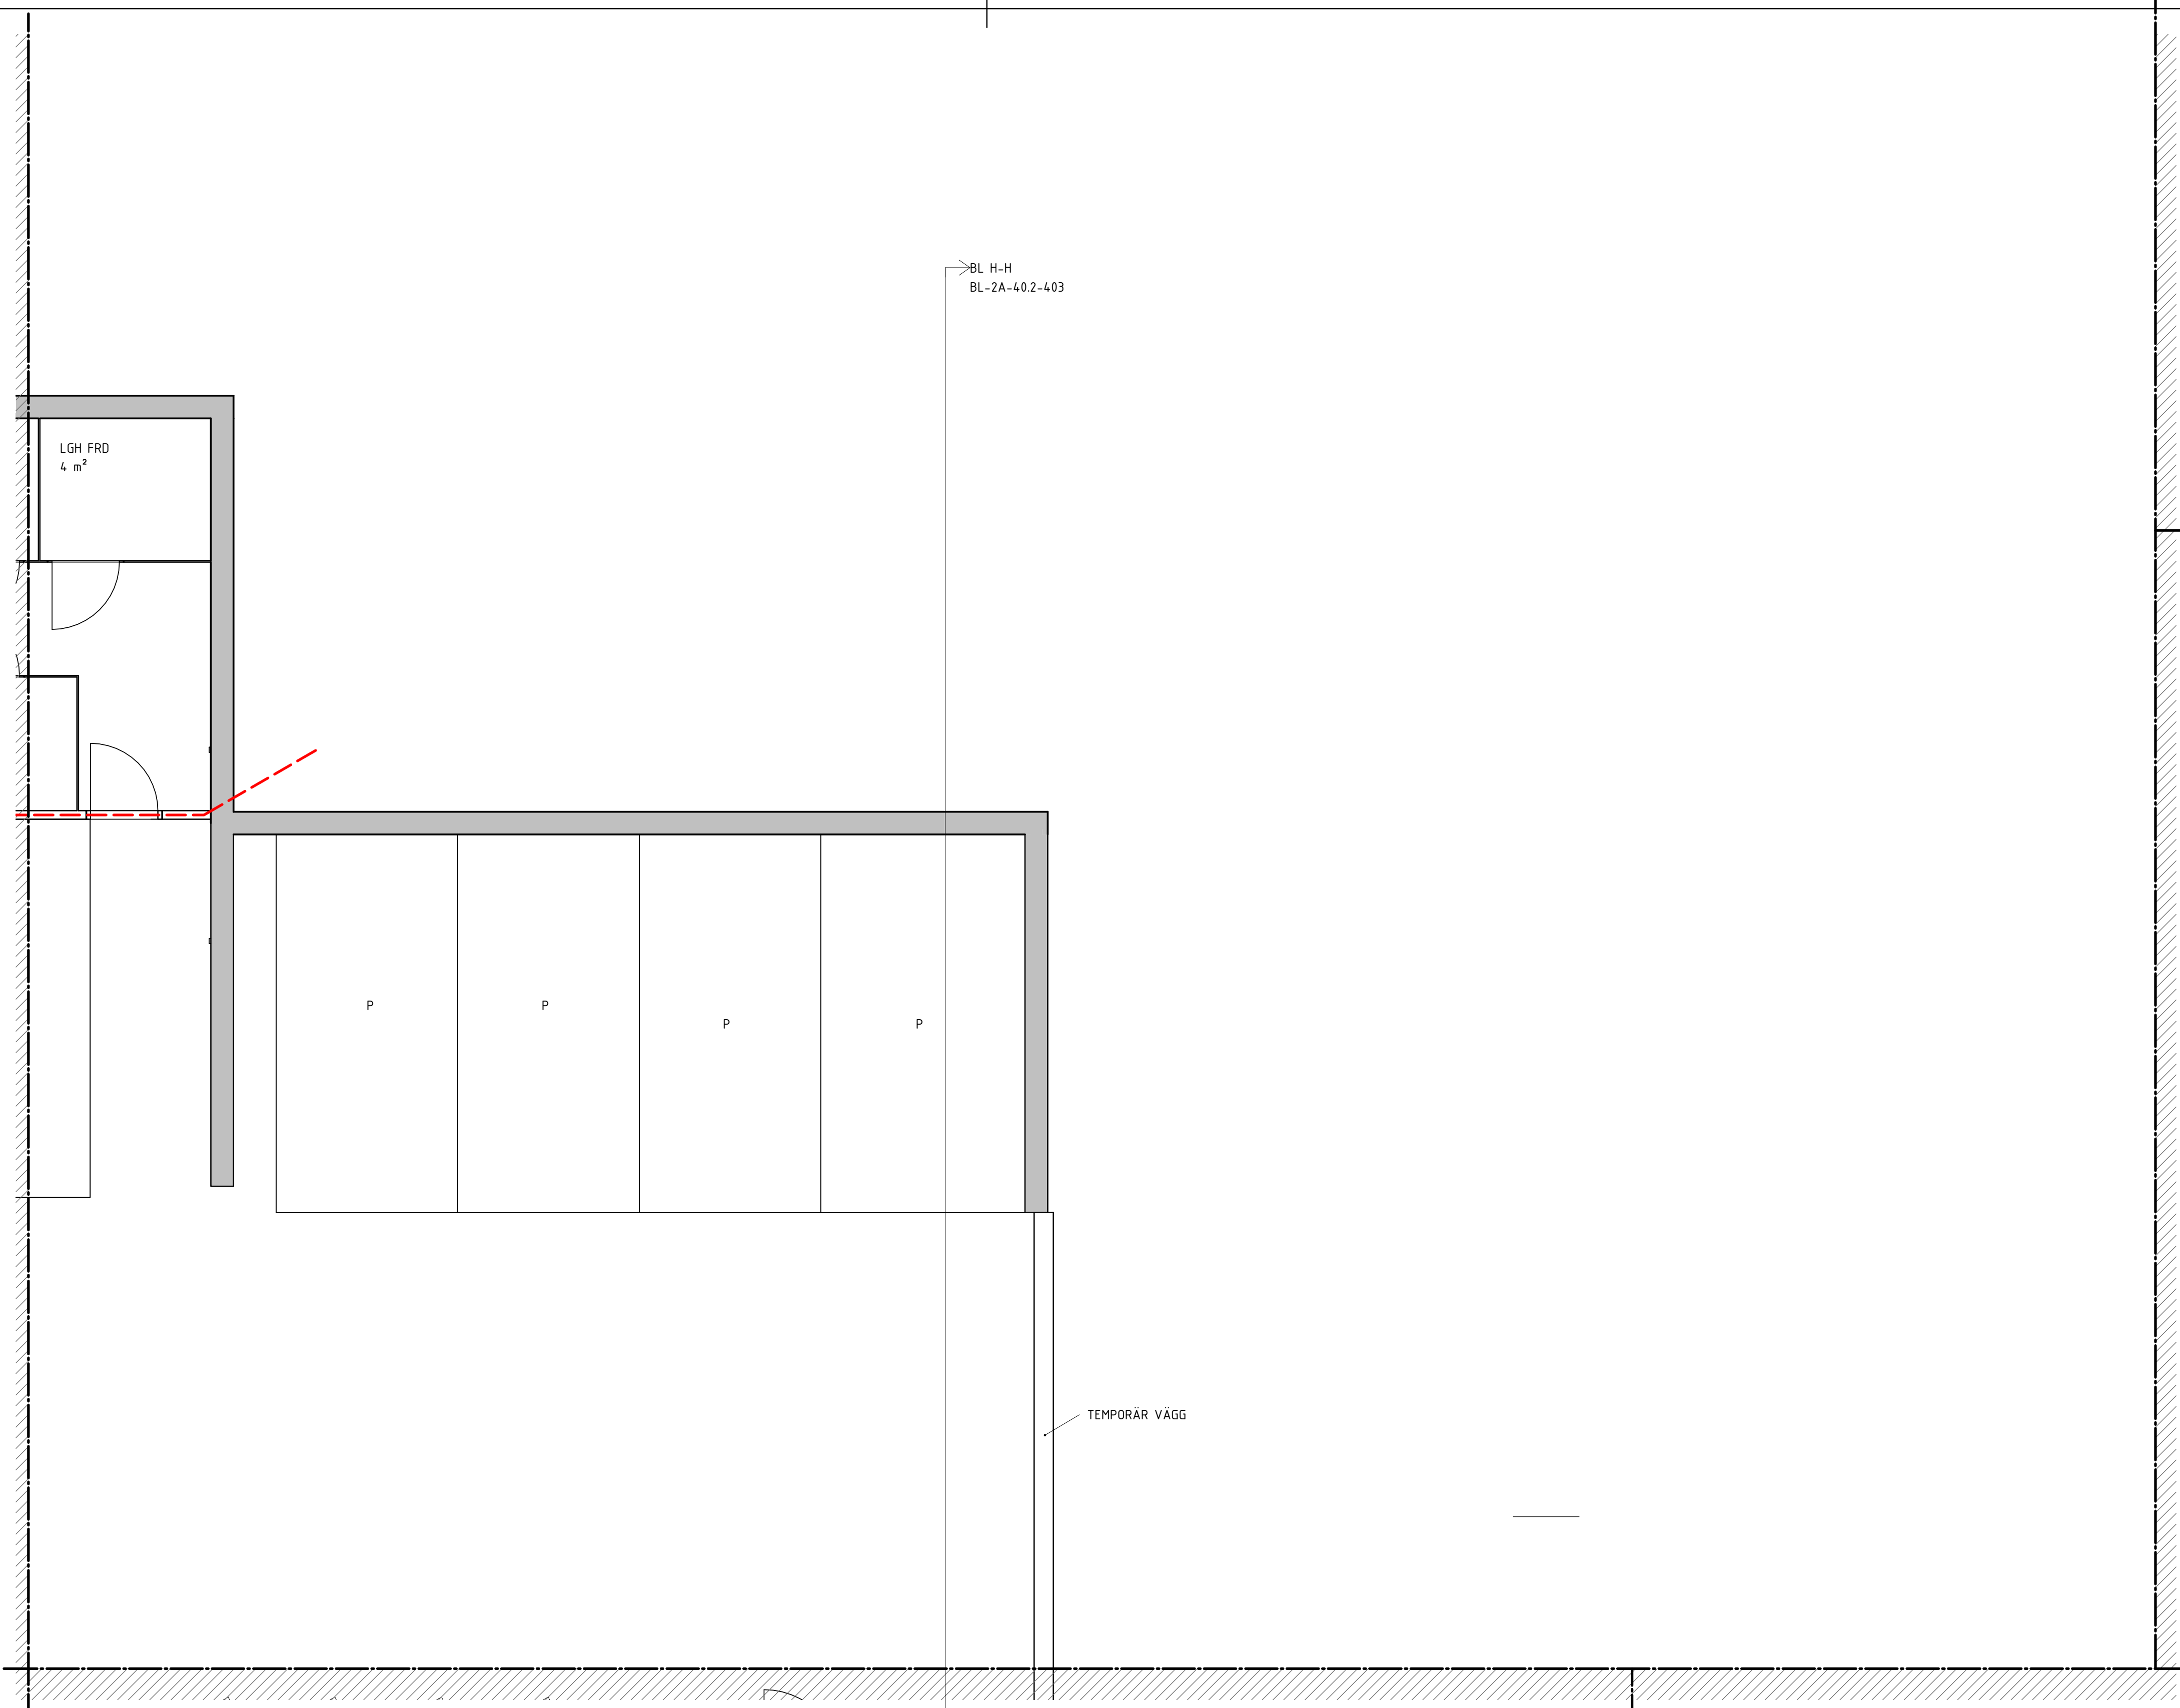 BL H-H
BL-2A-40.2-403
LGH FRD
4 m²
P
P
P
P
TEMPORÄR VÄGG